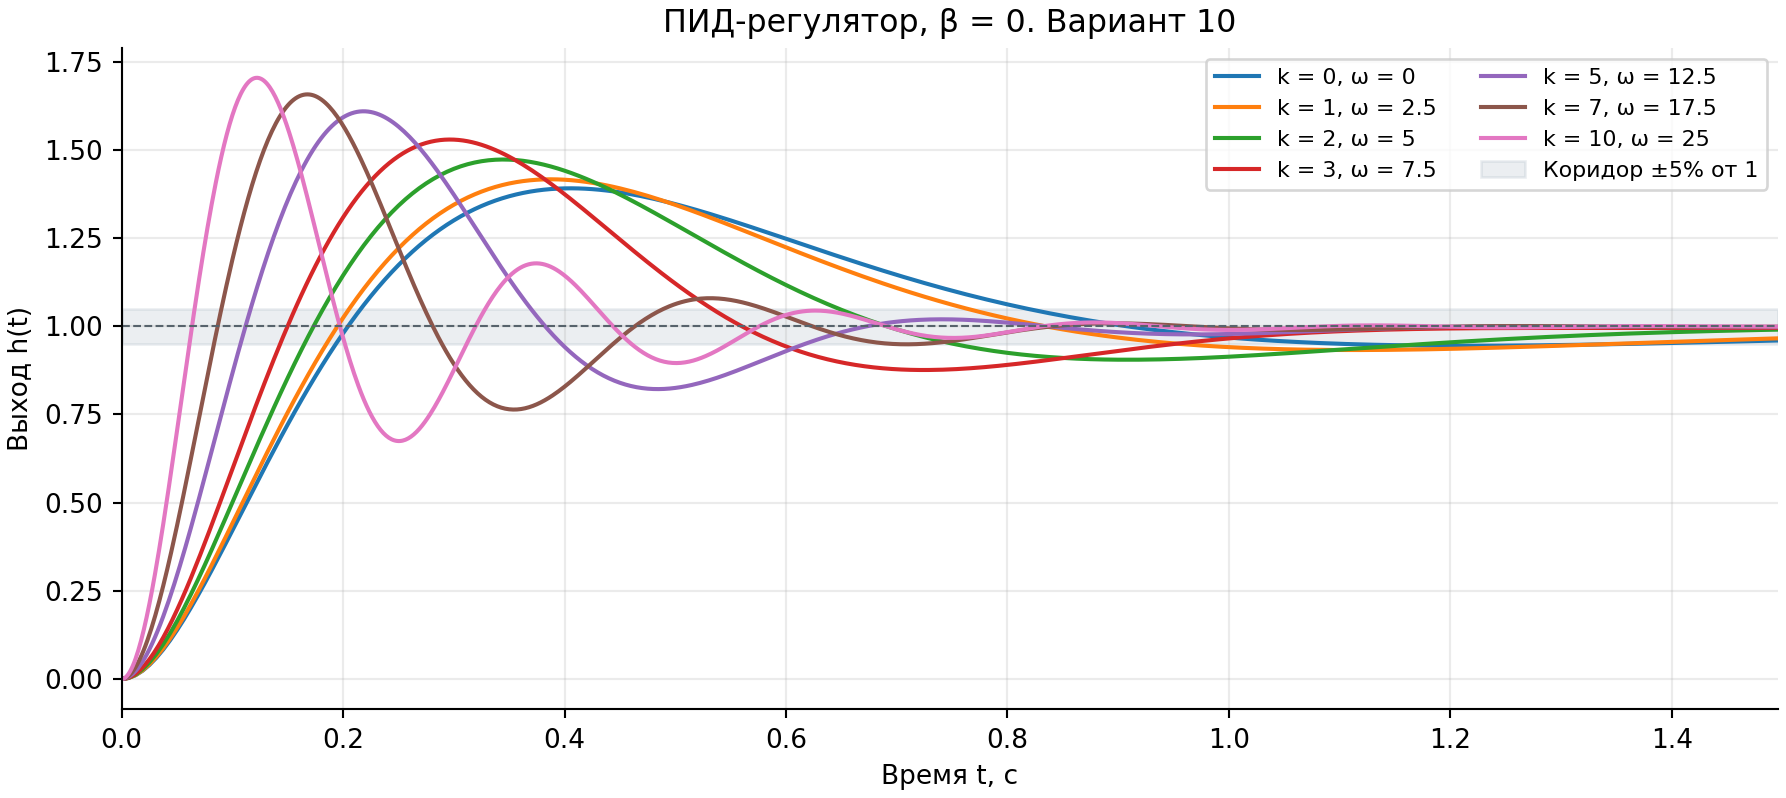 ПИД-регулятор, β = 0. Вариант 10
Выход h(t)
1.75
1.50
1.25
1.00
0.75
0.50
0.25
0.00
k = 0, ω = 0
k = 1, ω = 2.5
k = 2, ω = 5
k = 3, ω = 7.5
k = 5, ω = 12.5
k = 7, ω = 17.5
k = 10, ω = 25
Коридор ±5% от 1
0.0 0.2 0.4 0.6 0.8 1.0 1.2 1.4
Время t, с